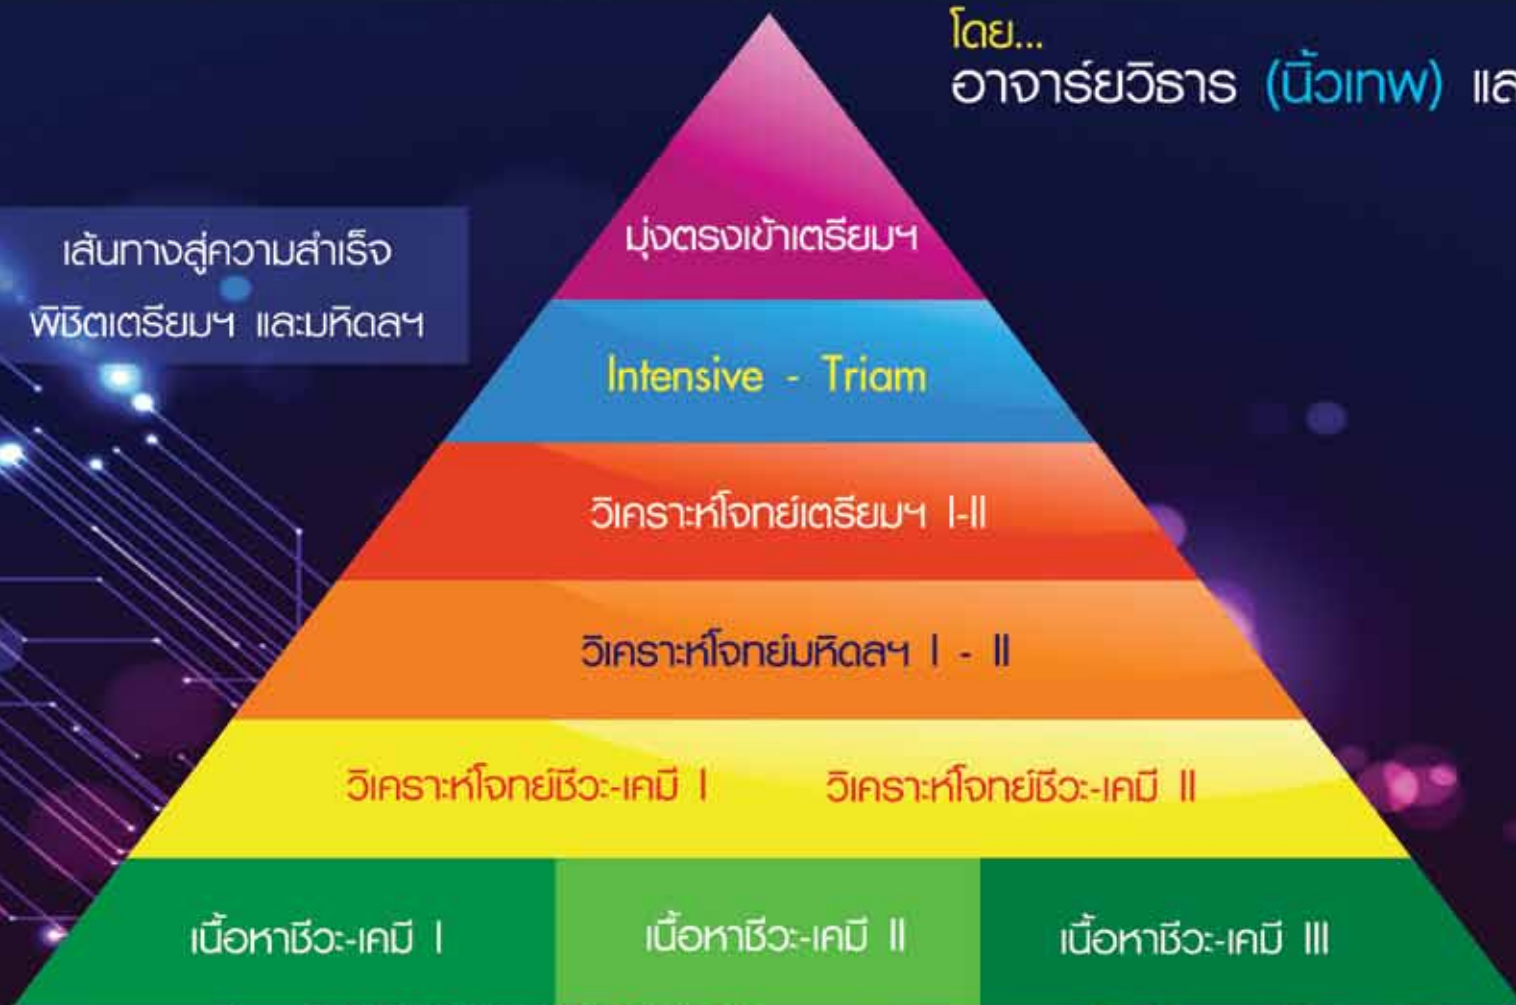 โดย...
อาจารย์วิธาร (นิ้วเทพ)
เส้นทางสู่ความสำเร็จ
พิชิตเตรียมฯ และมหิดลฯ
มุ่งตรงเข้าเตรียมฯ
Intensive - Triam
วิเคราะห์โจทย์เตรียมฯ I-II
วิเคราะห์โจทย์มหิดลฯ I - II
วิเคราะห์โจทย์ชีวะ-เคมี I วิเคราะห์โจทย์ชีวะ-เคมี II
เนื้อหาชีวะ-เคมี I เนื้อหาชีวะ-เคมี II เนื้อหาชีวะ-เคมี III